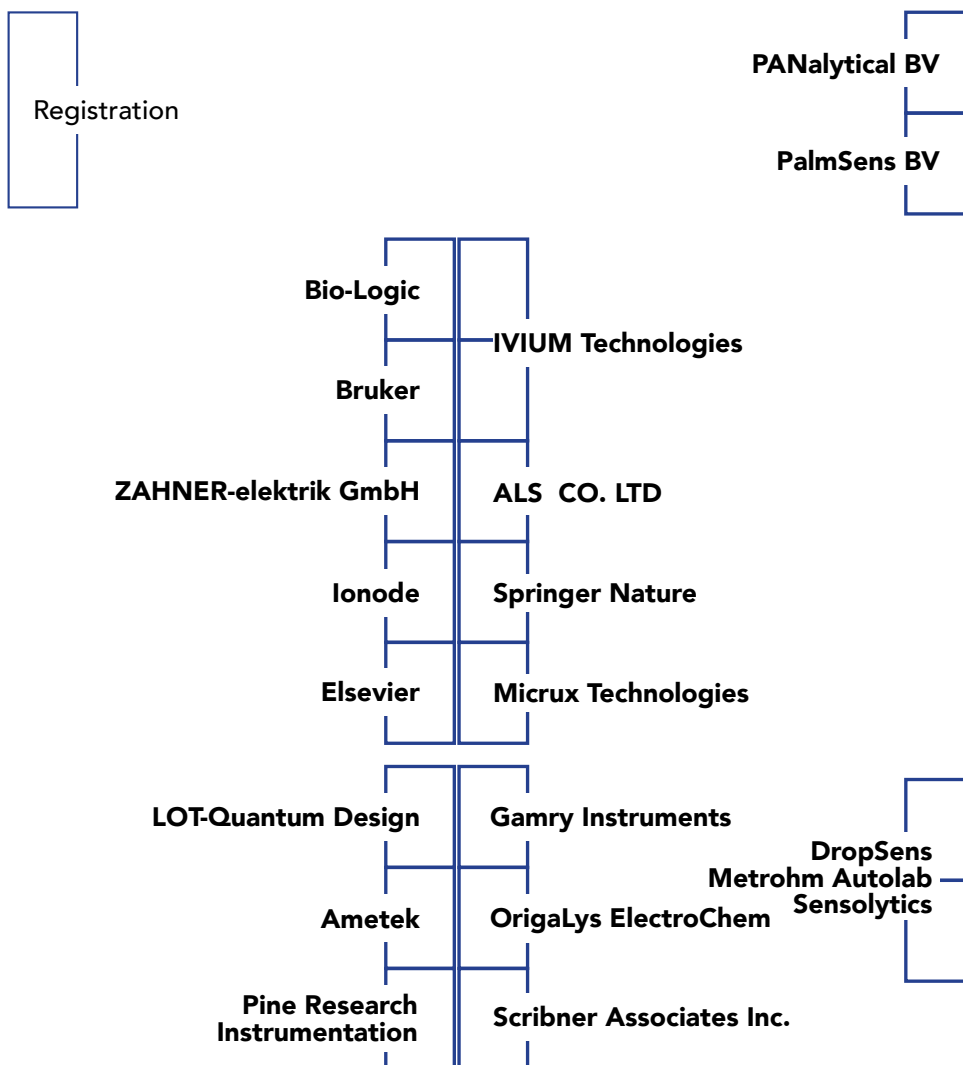 PANalytical BV
Registration
PalmSens BV
Bio-Logic
IVIUM Technologies
Bruker
ZAHNER-elektrik GmbH
ALS CO. LTD
Ionode
Springer Nature
Elsevier
Micrux Technologies
LOT-Quantum Design
Gamry Instruments
DropSens
Metrohm Autolab
Sensolytics
Ametek
OrigaLys ElectroChem
Pine Research
Instrumentation
Scribner Associates Inc.